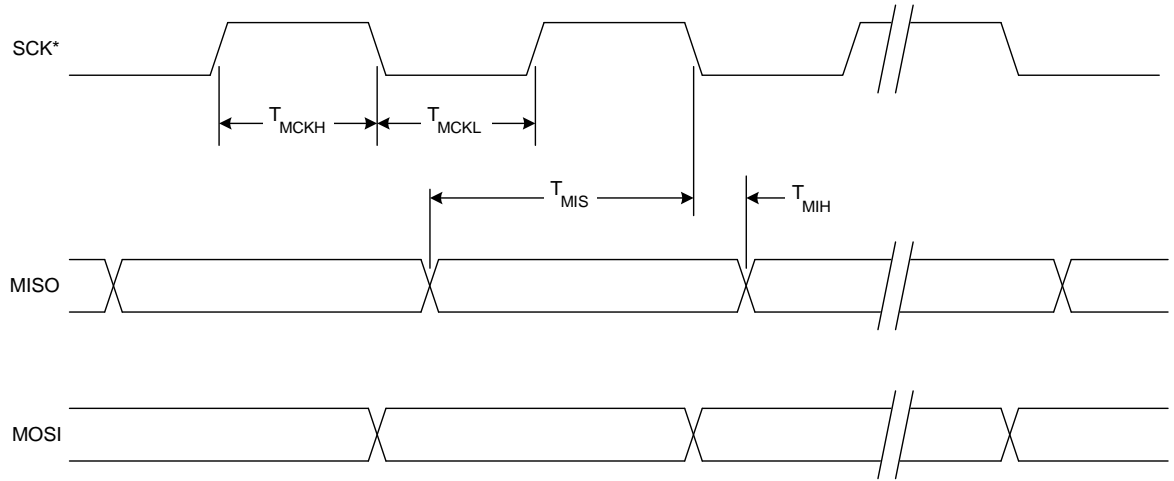 SCK*
T_MCKH
T_MCKL
T_MIS
T_MIH
MISO
MOSI